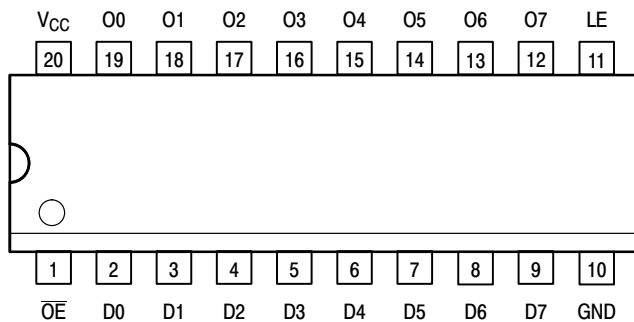 VCC O0 O1 O2 O3 O4 O5 O6 O7 LE
20 19 18 17 16 15 14 13 12 11
1 2 3 4 5 6 7 8 9 10
O̅E̅ D0 D1 D2 D3 D4 D5 D6 D7 GND